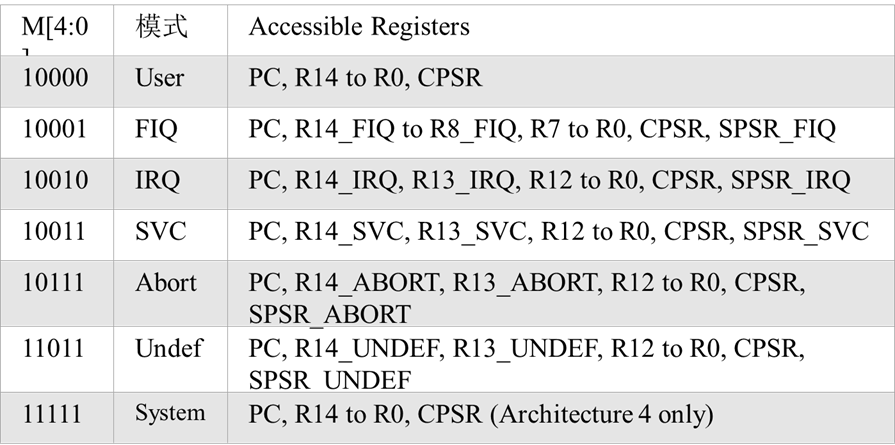 M[4:0 模式 Accessible Registers
]
10000 User PC, R14 to R0, CPSR
10001 FIQ PC, R14_FIQ to R8_FIQ, R7 to R0, CPSR, SPSR_FIQ
10010 IRQ PC, R14_IRQ, R13_IRQ, R12 to R0, CPSR, SPSR_IRQ
10011 SVC PC, R14_SVC, R13_SVC, R12 to R0, CPSR, SPSR_SVC
10111 Abort PC, R14_ABORT, R13_ABORT, R12 to R0, CPSR,
SPSR_ABORT
11011 Undef PC, R14_UNDEF, R13_UNDEF, R12 to R0, CPSR,
SPSR_UNDEF
11111 System PC, R14 to R0, CPSR (Architecture 4 only)